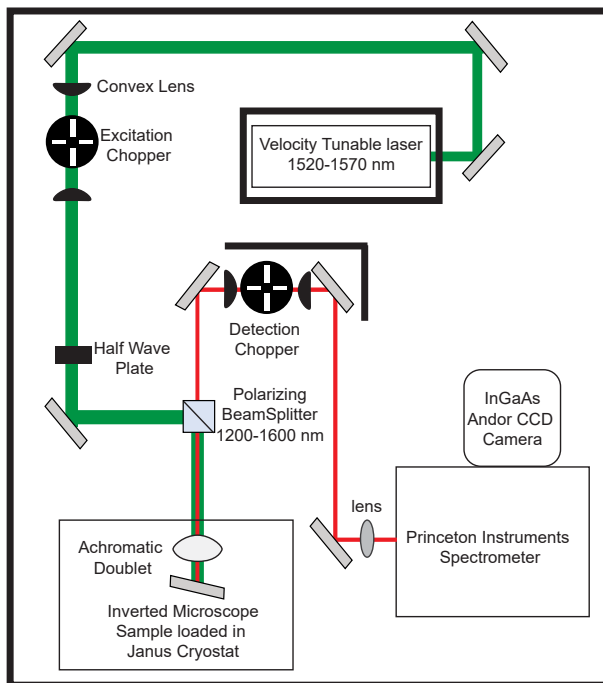 Convex Lens
Excitation
Chopper
Velocity Tunable laser
1520-1570 nm
Detection
Chopper
Half Wave
Plate
Polarizing
BeamSplitter
1200-1600 nm
InGaAs
Andor CCD
Camera
lens
Princeton Instruments
Spectrometer
Achromatic
Doublet
Inverted Microscope
Sample loaded in
Janus Cryostat